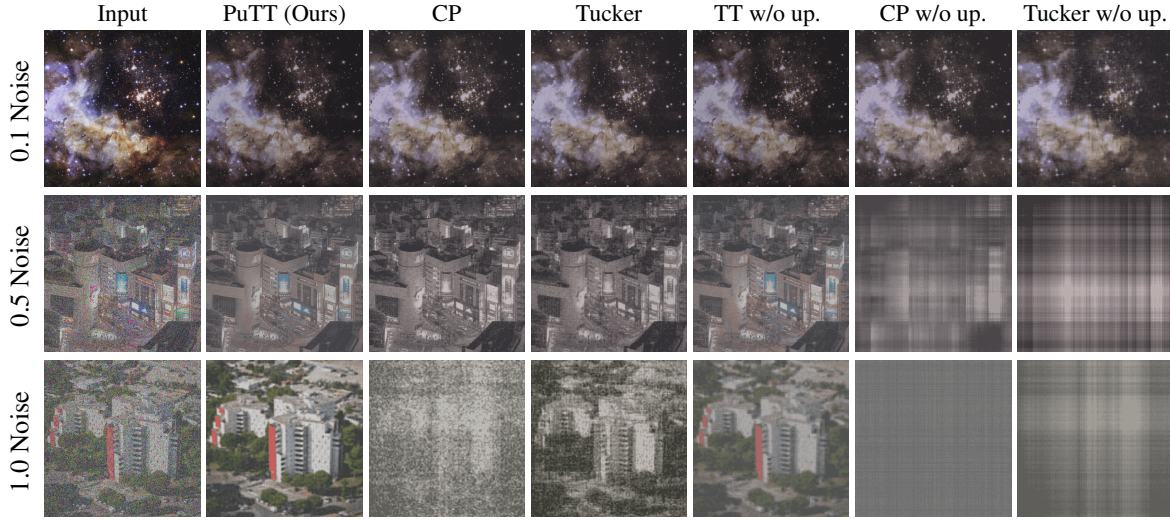 Input PuTT (Ours) CP Tucker TT w/o up. CP w/o up. Tucker w/o up.
0.1 Noise
0.5 Noise
1.0 Noise